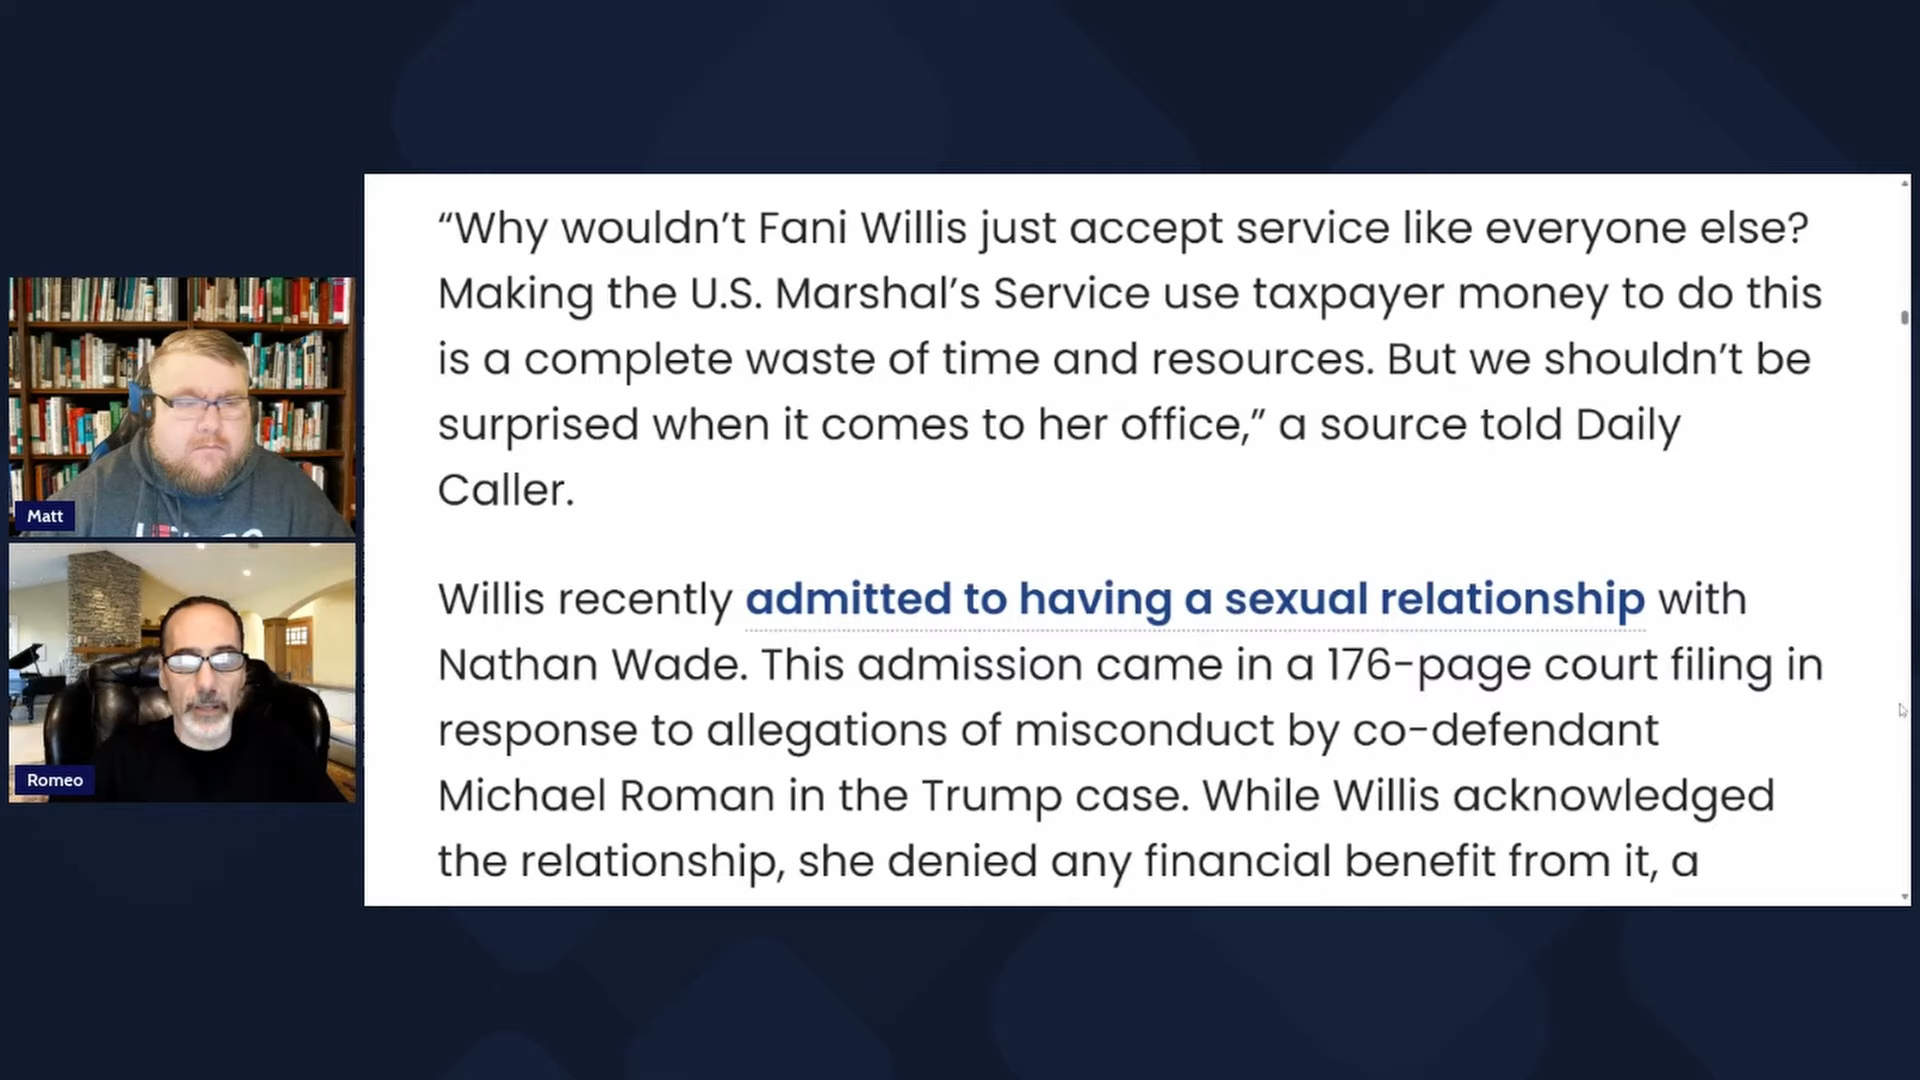 “Why wouldn’t Fani Willis just accept service like everyone else?
Making the U.S. Marshal’s Service use taxpayer money to do this
is a complete waste of time and resources. But we shouldn’t be
surprised when it comes to her office,” a source told Daily
Caller.
Willis recently admitted to having a sexual relationship with
Nathan Wade. This admission came in a 176-page court filing in
response to allegations of misconduct by co-defendant
Michael Roman in the Trump case. While Willis acknowledged
the relationship, she denied any financial benefit from it, a
Matt
Romeo